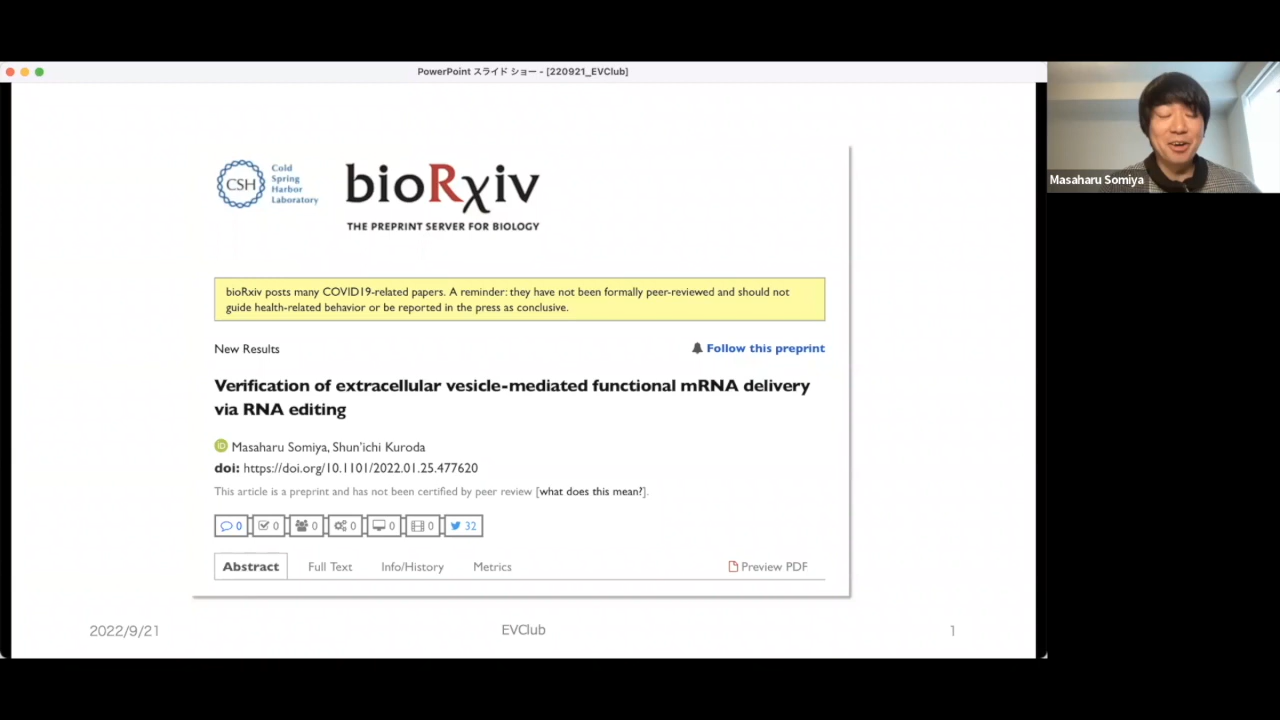 PowerPoint スライド ショー - [220921_EVClub]
CSH
Cold
Spring
Harbor
Laboratory
bioRχiv
THE PREPRINT SERVER FOR BIOLOGY
bioRxiv posts many COVID19-related papers. A reminder: they have not been formally peer-reviewed and should not
guide health-related behavior or be reported in the press as conclusive.
New Results
Follow this preprint
Verification of extracellular vesicle-mediated functional mRNA delivery
via RNA editing
iD Masaharu Somiya, Shun'ichi Kuroda
doi: https://doi.org/10.1101/2022.01.25.477620
This article is a preprint and has not been certified by peer review [what does this mean?].
0 0 0 0 0 0 32
Abstract Full Text Info/History Metrics Preview PDF
2022/9/21 EVClub 1
Masaharu Somiya